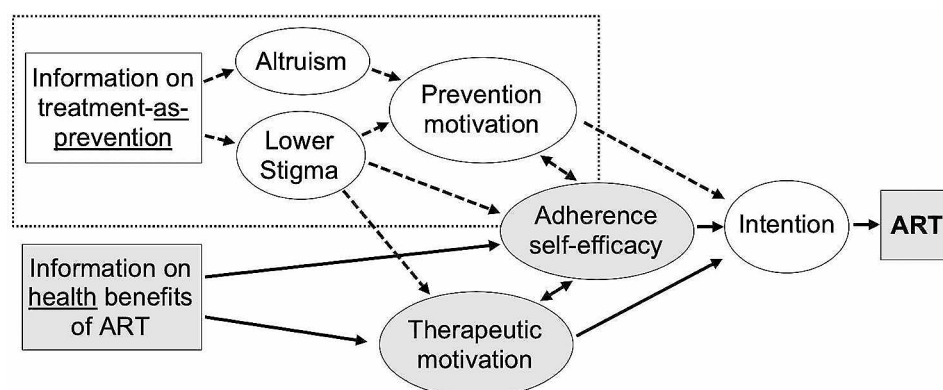 Information on
treatment-as-
prevention
Altruism
Lower
Stigma
Prevention
motivation
Adherence
self-efficacy
Intention
ART
Information on
health benefits
of ART
Therapeutic
motivation